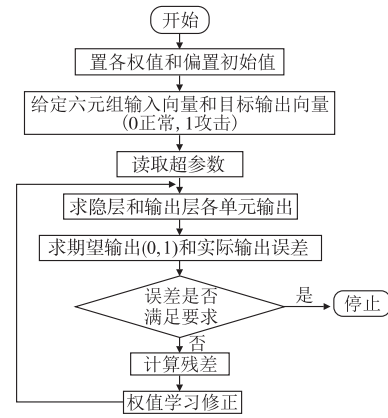 开始
置各权值和偏置初始值
给定六元组输入向量和目标输出向量
(0正常,1攻击)
读取超参数
求隐层和输出层各单元输出
求期望输出(0,1)和实际输出误差
误差是否
满足要求
是
停止
否
计算残差
权值学习修正